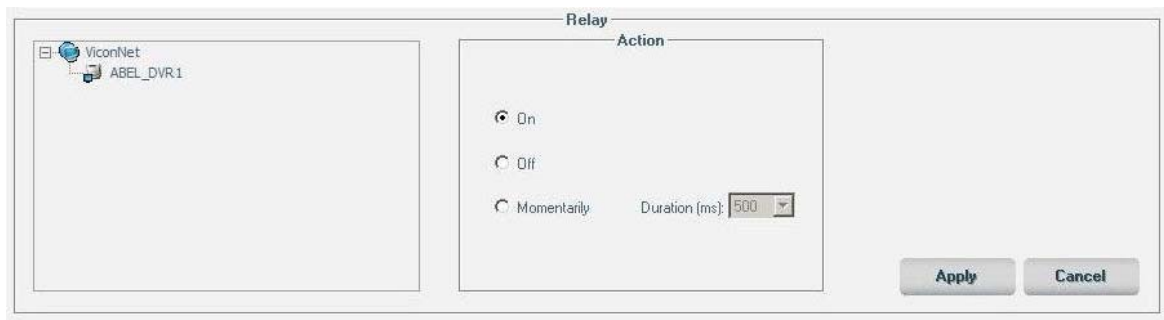 Relay
ViconNet
ABEL_DVR1
Action
On
Off
Momentarily Duration (ms): 500
Apply Cancel